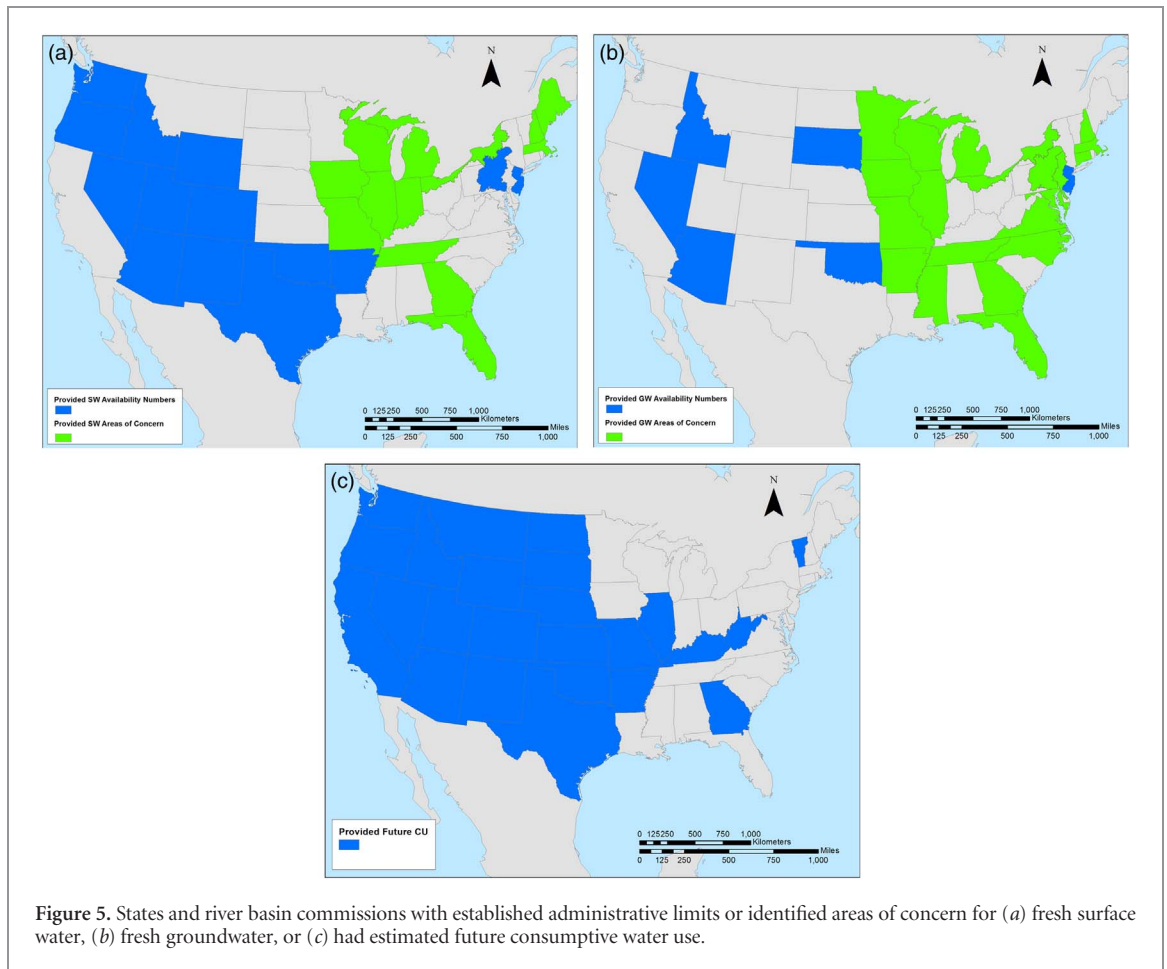 (a)
N
Provided SW Availability Numbers
Provided SW Areas of Concern
0 125 250 500 750 1,000
Kilometers
Miles
0 125 250 500 750 1,000
(b)
N
Provided GW Availability Numbers
Provided GW Areas of Concern
0 125 250 500 750 1,000
Kilometers
Miles
0 125 250 500 750 1,000
(c)
N
Provided Future CU
0 125 250 500 750 1,000
Kilometers
Miles
0 125 250 500 750 1,000
Figure 5. States and river basin commissions with established administrative limits or identified areas of concern for (a) fresh surface
water, (b) fresh groundwater, or (c) had estimated future consumptive water use.